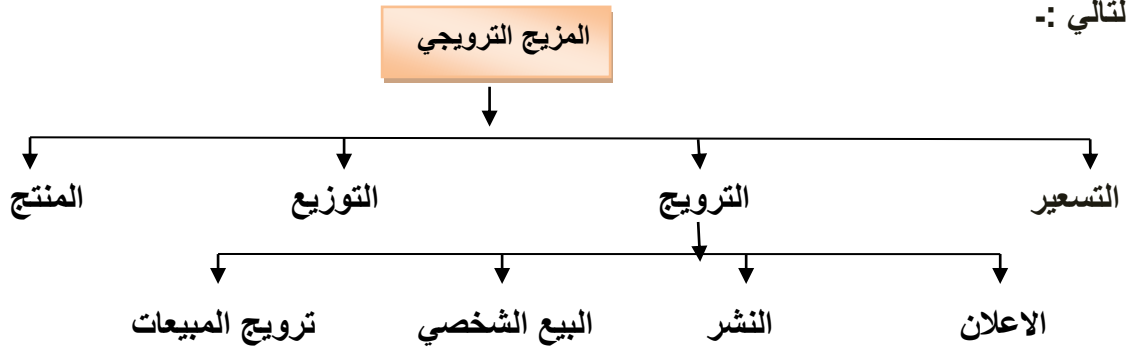 لتالي :-
المزيج الترويجي
التسعير الترويج التوزيع المنتج
الاعلان النشر البيع الشخصي ترويج المبيعات